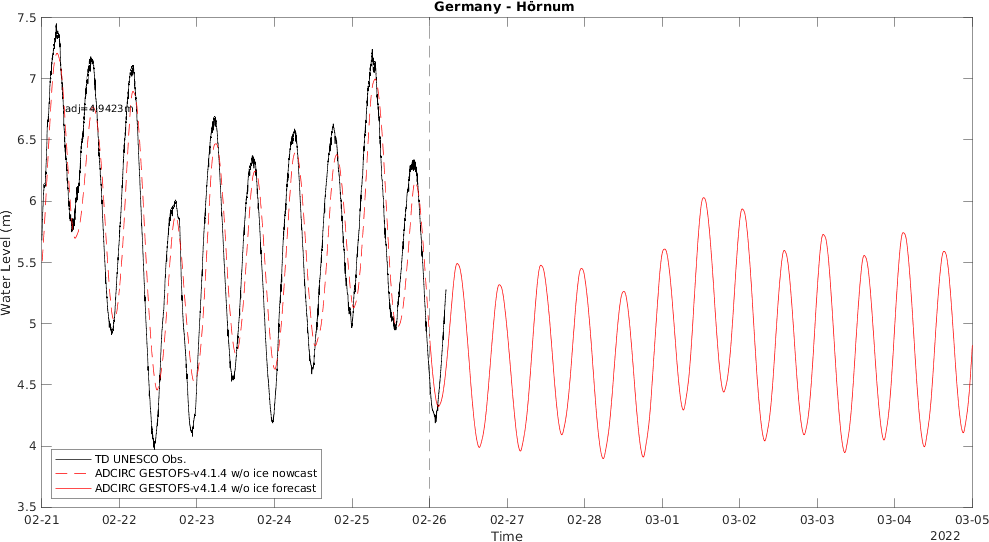 Germany - Hörnum
7.5
7
6.5
6
5.5
5
4.5
4
3.5
Water Level (m)
adj=4.9423m
TD UNESCO Obs.
ADCIRC GESTOFS-v4.1.4 w/o ice nowcast
ADCIRC GESTOFS-v4.1.4 w/o ice forecast
02-21 02-22 02-23 02-24 02-25 02-26 02-27 02-28 03-01 03-02 03-03 03-04 03-05
Time
2022